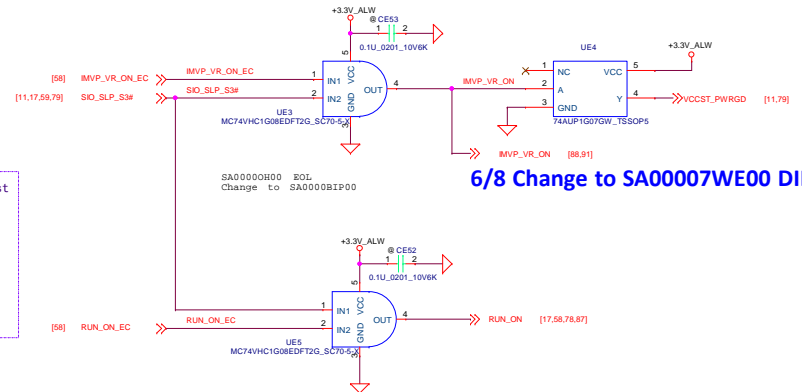 +3.3V_ALW
@ CE53
1 2
0.1U_0201_10V6K
UE4
+3.3V_ALW
[58] IMVP_VR_ON_EC IMVP_VR_ON_EC 1 IN1 5 VCC OUT 4 IMVP_VR_ON
[11,17,59,79] SIO_SLP_S3# SIO_SLP_S3# 2 IN2 GND 3
1 NC VCC 5
2 A Y 4 VCCST_PWRGD [11,79]
3 GND
UE3
MC74VHC1G08EDFT2G_SC70-5-X
74AUP1G07GW_TSSOP5
IMVP_VR_ON [88,91]
SA0000OH00 EOL
Change to SA0000BIP00
6/8 Change to SA00007WE00 DII
st
+3.3V_ALW
@ CE52
1 2
0.1U_0201_10V6K
1 IN1 5 VCC OUT 4 RUN_ON [17,58,78,87]
[58] RUN_ON_EC RUN_ON_EC 2 IN2 GND 3
UE5
MC74VHC1G08EDFT2G_SC70-5-X